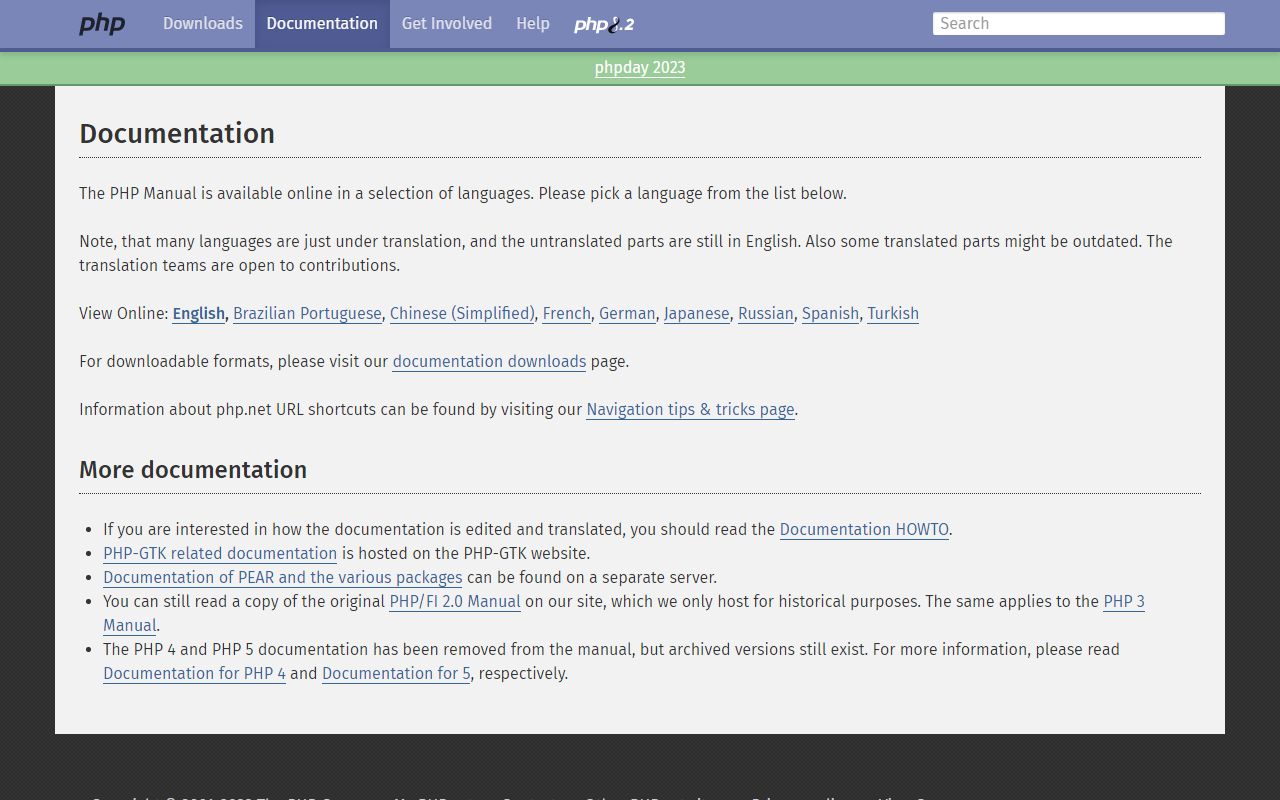 php Downloads Documentation Get Involved Help php8.2 Search
phpday 2023
Documentation
The PHP Manual is available online in a selection of languages. Please pick a language from the list below.
Note, that many languages are just under translation, and the untranslated parts are still in English. Also some translated parts might be outdated. The
translation teams are open to contributions.
View Online: English, Brazilian Portuguese, Chinese (Simplified), French, German, Japanese, Russian, Spanish, Turkish
For downloadable formats, please visit our documentation downloads page.
Information about php.net URL shortcuts can be found by visiting our Navigation tips & tricks page.
More documentation
If you are interested in how the documentation is edited and translated, you should read the Documentation HOWTO.
PHP-GTK related documentation is hosted on the PHP-GTK website.
Documentation of PEAR and the various packages can be found on a separate server.
You can still read a copy of the original PHP/FI 2.0 Manual on our site, which we only host for historical purposes. The same applies to the PHP 3
Manual.
The PHP 4 and PHP 5 documentation has been removed from the manual, but archived versions still exist. For more information, please read
Documentation for PHP 4 and Documentation for 5, respectively.